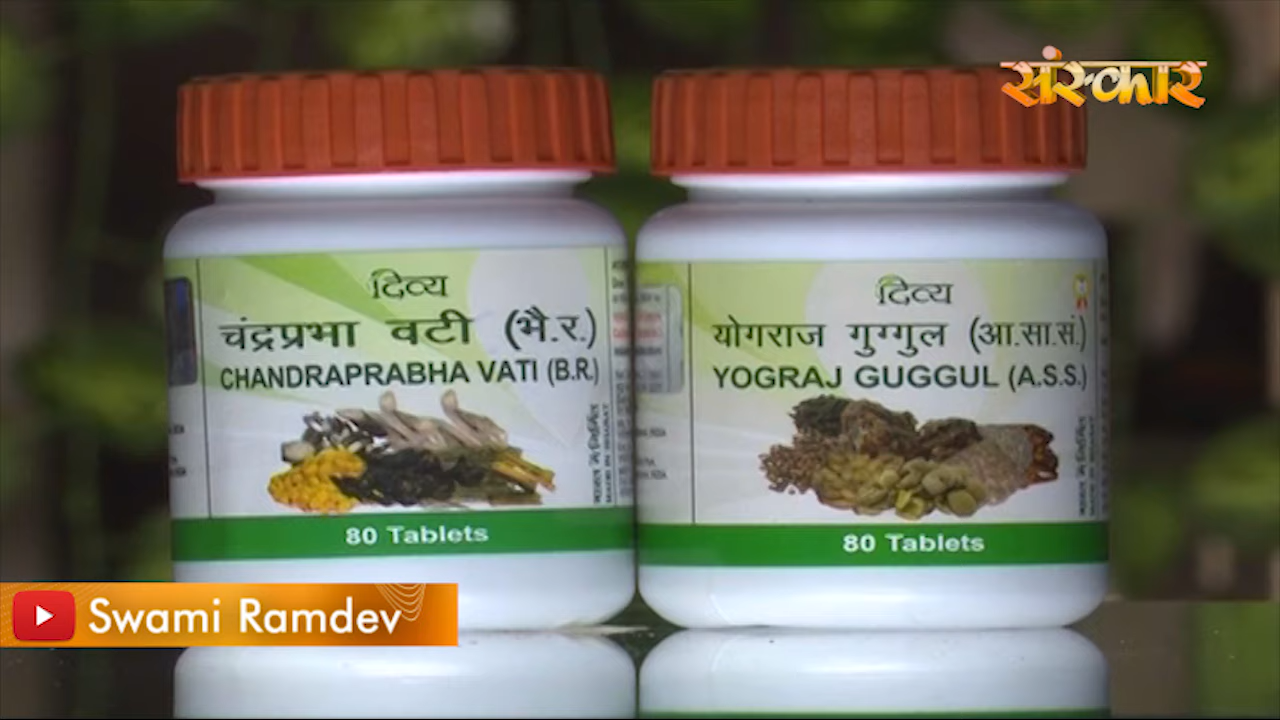 संस्कार
दिव्य
चंद्रप्रभा वटी (भै.र.)
CHANDRAPRABHA VATI (B.R.)
80 Tablets
दिव्य
योगराज गुग्गुल (आ.सा.सं.)
YOGRAJ GUGGUL (A.S.S.)
80 Tablets
Swami Ramdev